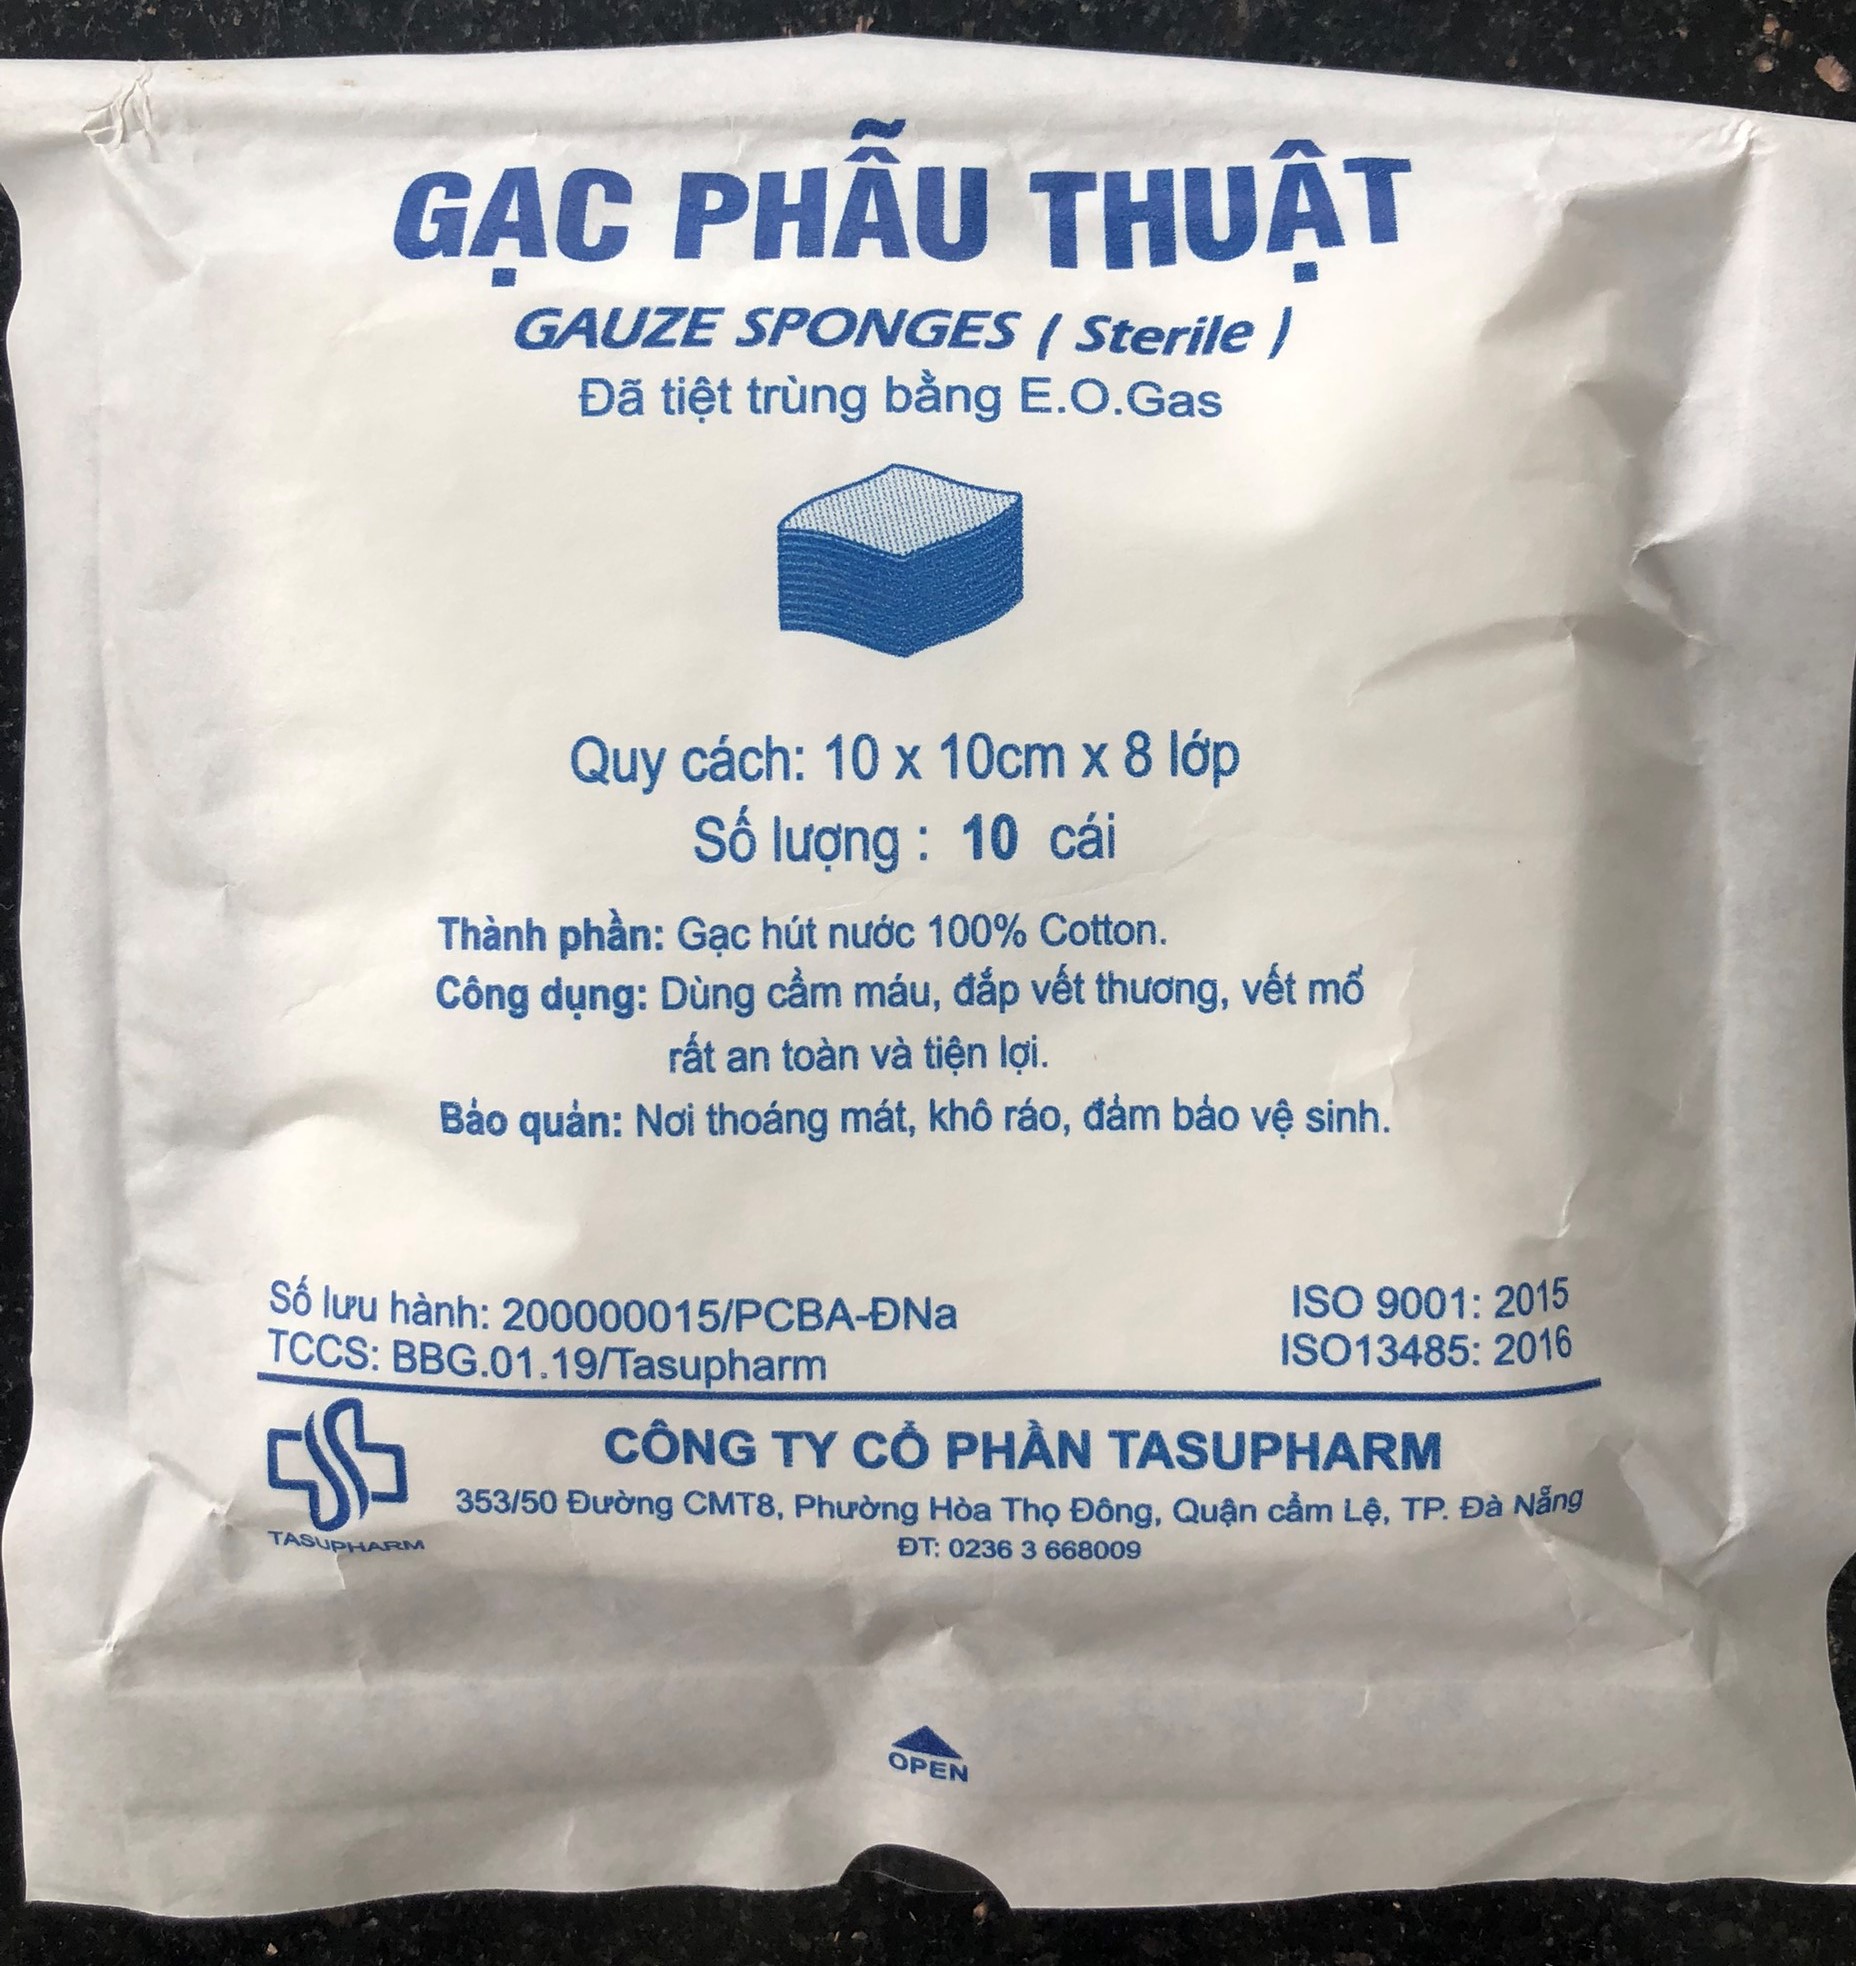 GẠC PHẪU THUẬT
GAUZE SPONGES ( Sterile )
Đã tiệt trùng bằng E.O.Gas
Quy cách: 10 x 10cm x 8 lớp
Số lượng : 10 cái
Thành phần: Gạc hút nước 100% Cotton.
Công dụng: Dùng cầm máu, đắp vết thương, vết mổ
rất an toàn và tiện lợi.
Bảo quản: Nơi thoáng mát, khô ráo, đảm bảo vệ sinh.
Số lưu hành: 200000015/PCBA-ĐNa
TCCS: BBG.01.19/Tasupharm
ISO 9001: 2015
ISO13485: 2016
TASUPHARM
CÔNG TY CỔ PHẦN TASUPHARM
353/50 Đường CMT8, Phường Hòa Thọ Đông, Quận cẩm Lệ, TP. Đà Nẵng
ĐT: 0236 3 668009
OPEN